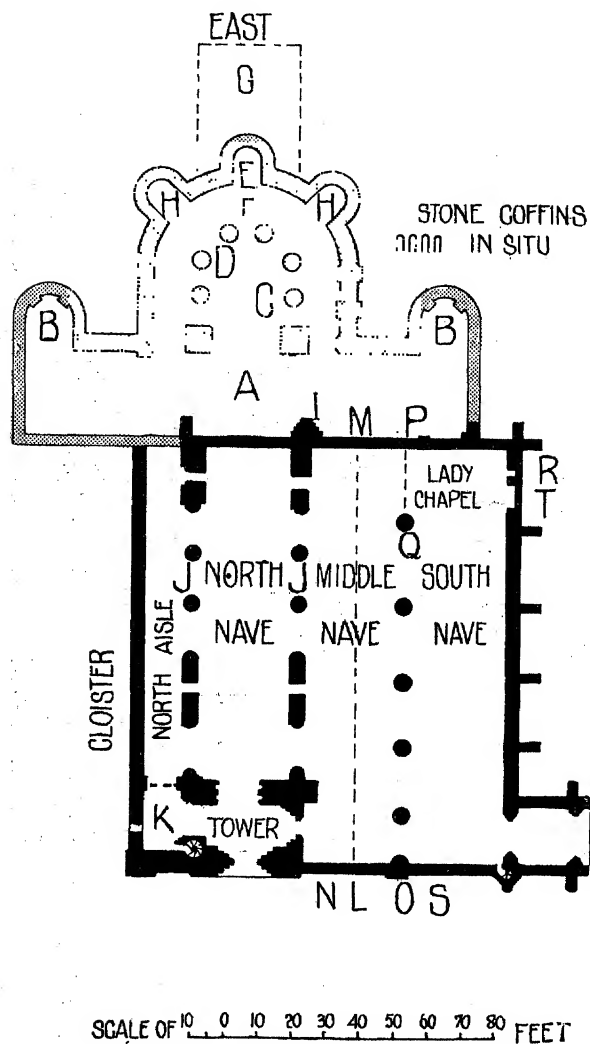 EAST
G
E
F
H H
STONE COFFINS
IN SITU
D
C
B B
A
I M P
LADY
CHAPEL
R
T
Q
J NORTH J MIDDLE SOUTH
NAVE NAVE NAVE
NORTH AISLE
CLOISTER
K TOWER
N L O S
SCALE OF 10 0 10 20 30 40 50 60 70 80 FEET